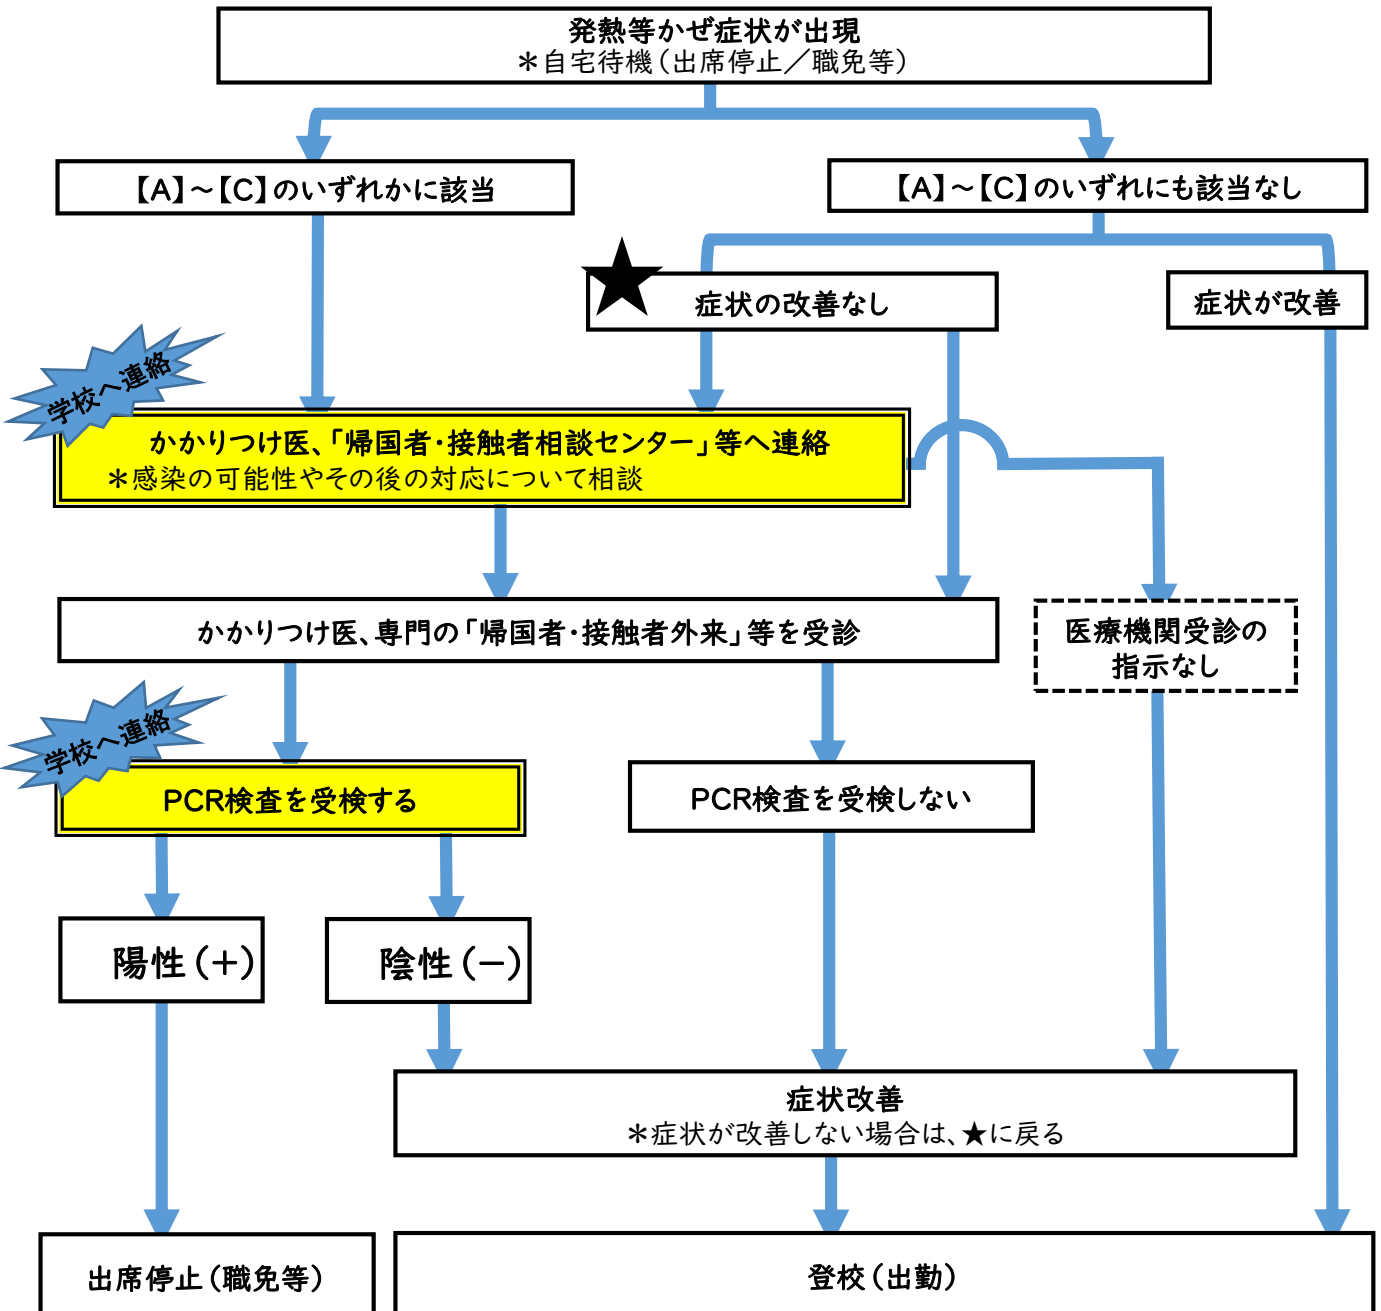 発熱等かぜ症状が出現
＊自宅待機（出席停止／職免等）
【A】～【C】のいずれかに該当
【A】～【C】のいずれにも該当なし
★
症状の改善なし
症状が改善
学校へ連絡
かかりつけ医、「帰国者・接触者相談センター」等へ連絡
＊感染の可能性やその後の対応について相談
かかりつけ医、専門の「帰国者・接触者外来」等を受診
医療機関受診の
指示なし
学校へ連絡
PCR検査を受検する
PCR検査を受検しない
陽性（＋）
陰性（－）
症状改善
＊症状が改善しない場合は、★に戻る
出席停止（職免等）
登校（出勤）